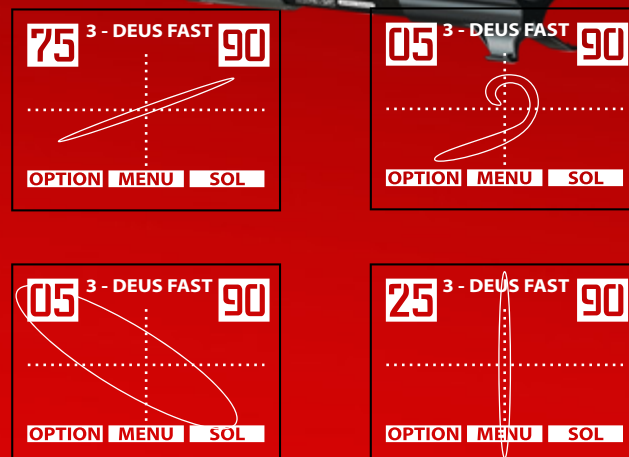 75 3 - DEUS FAST 90
OPTION MENU SOL
05 3 - DEUS FAST 90
OPTION MENU SOL
05 3 - DEUS FAST 90
OPTION MENU SOL
25 3 - DEUS FAST 90
OPTION MENU SOL